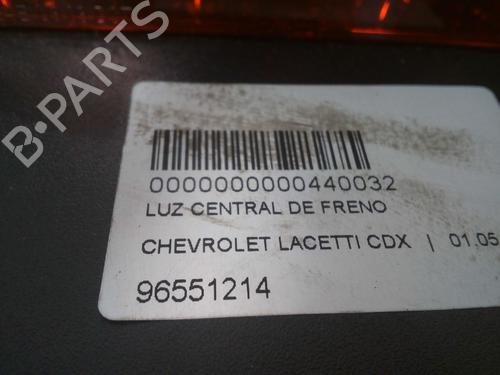 B-PARTS
0000000000440032
LUZ CENTRAL DE FRENO
CHEVROLET LACETTI CDX | 01.05
96551214